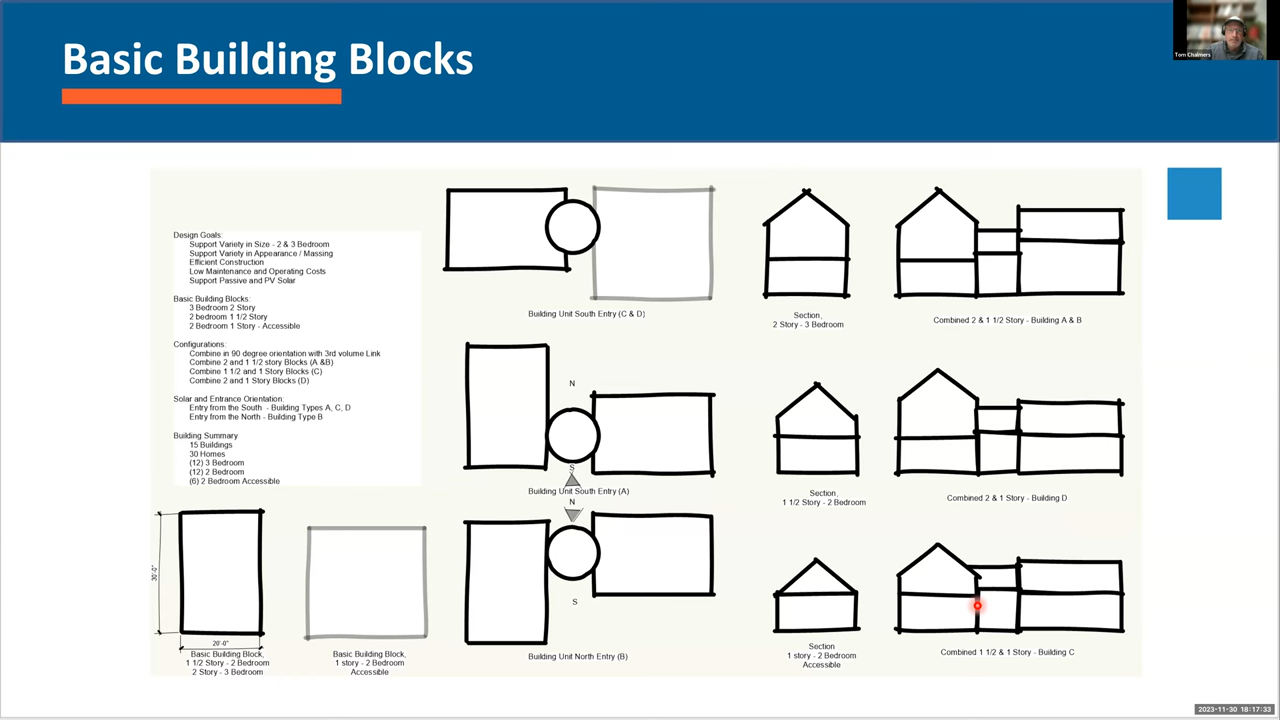 Basic Building Blocks
Tom Chalmers
Design Goals:
Support Variety in Size - 2 & 3 Bedroom
Support Variety in Appearance / Massing
Efficient Construction
Low Maintenance and Operating Costs
Support Passive and PV Solar
Basic Building Blocks:
3 Bedroom 2 Story
2 bedroom 1 1/2 Story
2 Bedroom 1 Story - Accessible
Configurations:
Combine in 90 degree orientation with 3rd volume Link
Combine 2 and 1 1/2 story Blocks (A &B)
Combine 1 1/2 and 1 Story Blocks (C)
Combine 2 and 1 Story Blocks (D)
Solar and Entrance Orientation:
Entry from the South - Building Types A, C, D
Entry from the North - Building Type B
Building Summary
15 Buildings
30 Homes
(12) 3 Bedroom
(12) 2 Bedroom
(6) 2 Bedroom Accessible
30'-0"
20'-0"
Basic Building Block,
1 1/2 Story - 2 Bedroom
2 Story - 3 Bedroom
Basic Building Block,
1 story - 2 Bedroom
Accessible
Building Unit South Entry (C & D)
N
S
Building Unit South Entry (A)
N
S
Building Unit North Entry (B)
Section,
2 Story - 3 Bedroom
Section,
1 1/2 Story - 2 Bedroom
Section
1 story - 2 Bedroom
Accessible
Combined 2 & 1 1/2 Story - Building A & B
Combined 2 & 1 Story - Building D
Combined 1 1/2 & 1 Story - Building C
2023-11-30 18:17:33